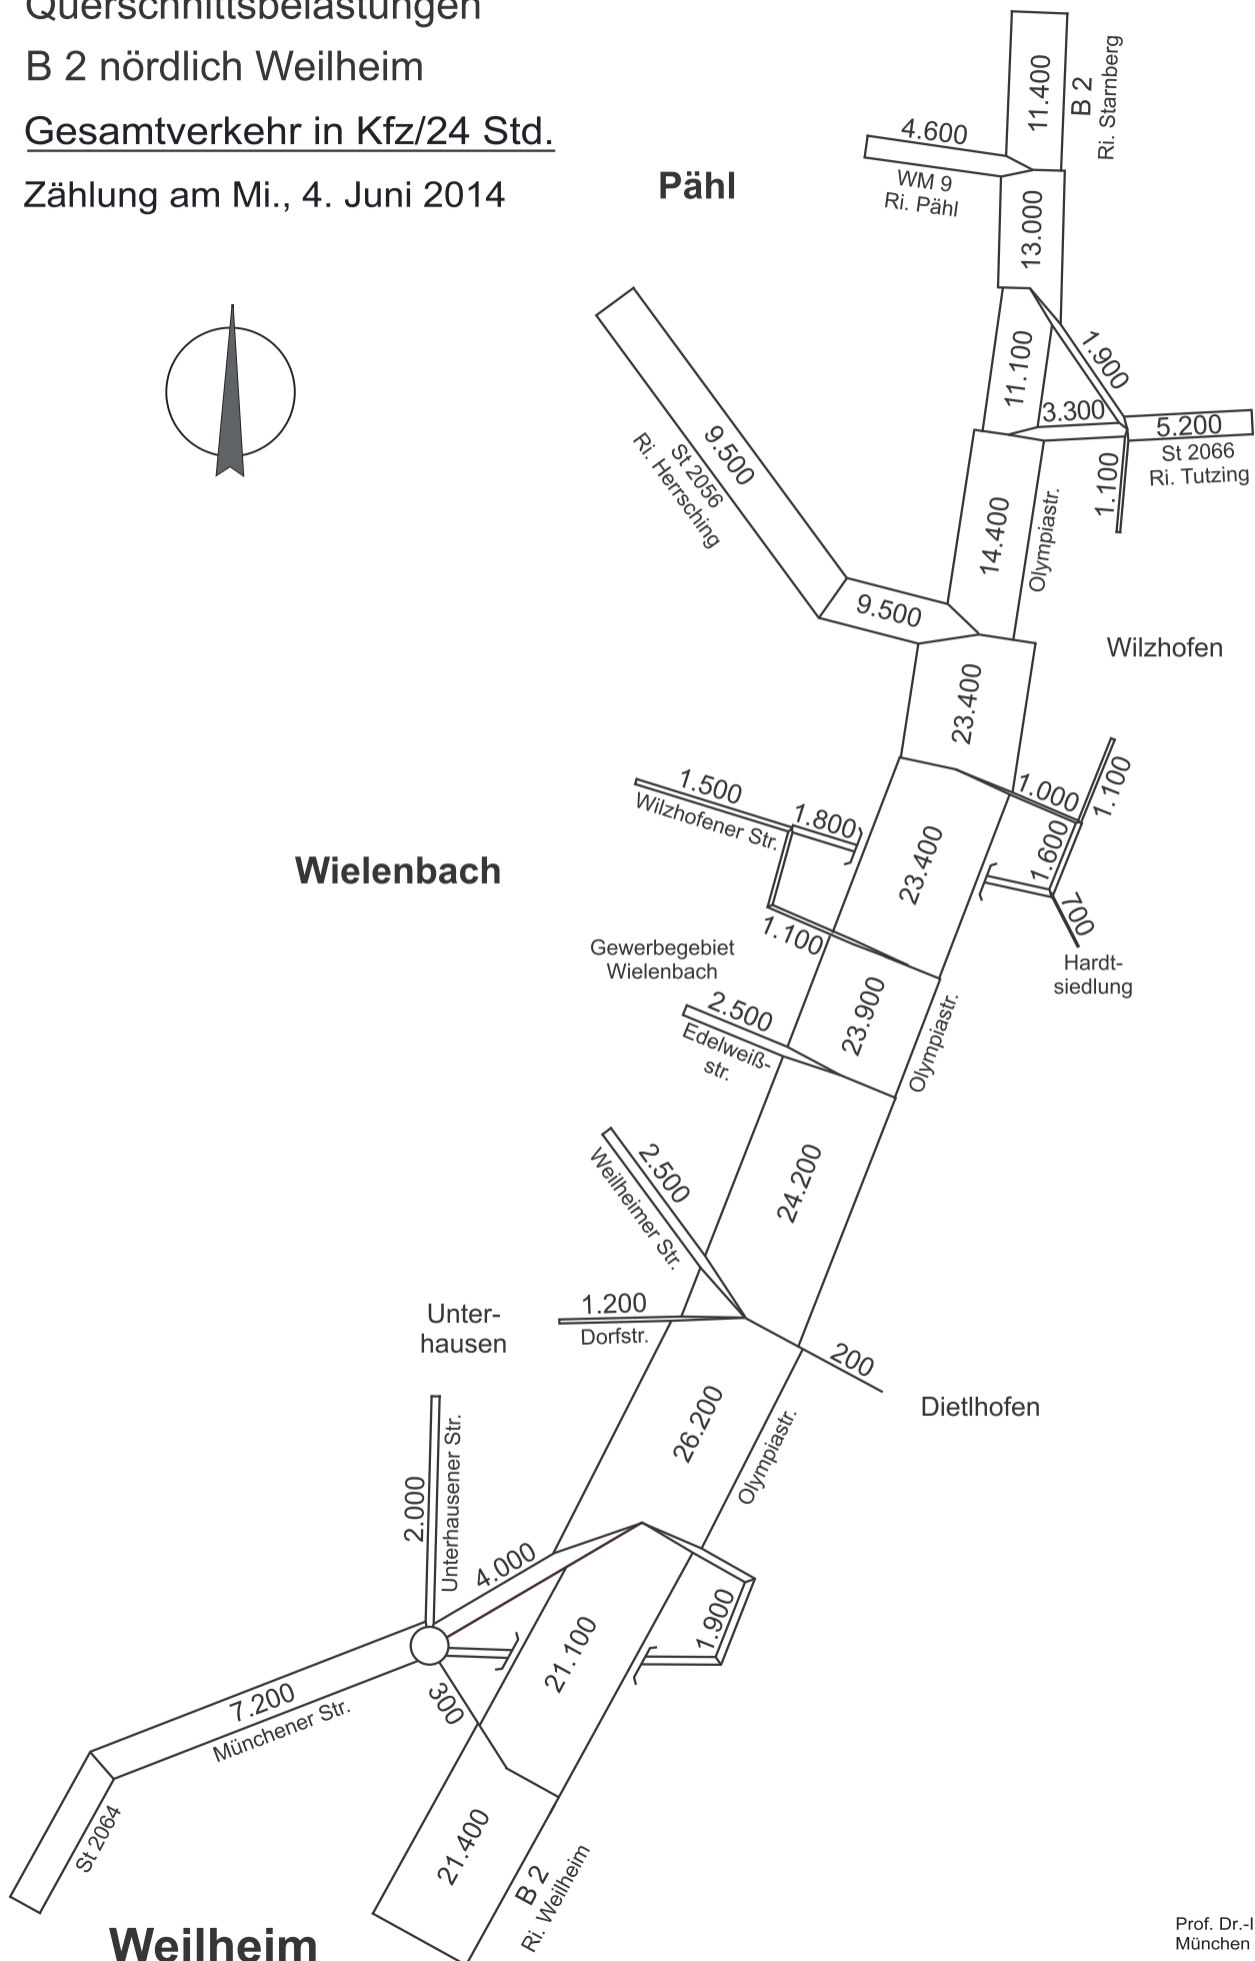 Querschnittsbelastungen
B 2 nördlich Weilheim
Gesamtverkehr in Kfz/24 Std.
Zählung am Mi., 4. Juni 2014
11.400
B 2
Ri. Starnberg
4.600
WM 9
Ri. Pähl
Pähl
13.000
11.100
1.900
3.300
5.200
St 2066
Ri. Tutzing
1.100
9.500
St 2056
Ri. Herrsching
14.400
Olympiastr.
9.500
Wilzhofen
23.400
1.000
1.100
1.500
Wilzhofener Str.
1.800
1.600
23.400
700
Hardt-
siedlung
Wielenbach
1.100
Gewerbegebiet
Wielenbach
23.900
2.500
Edelweiß-
str.
Olympiastr.
24.200
2.500
Weilheimer Str.
1.200
Dorfstr.
Unter-
hausen
200
Dietlhofen
26.200
Olympiastr.
2.000
Unterhausener Str.
4.000
1.900
21.100
300
7.200
Münchener Str.
St 2064
21.400
B 2
Ri. Weilheim
Weilheim
Prof. Dr.-I
München